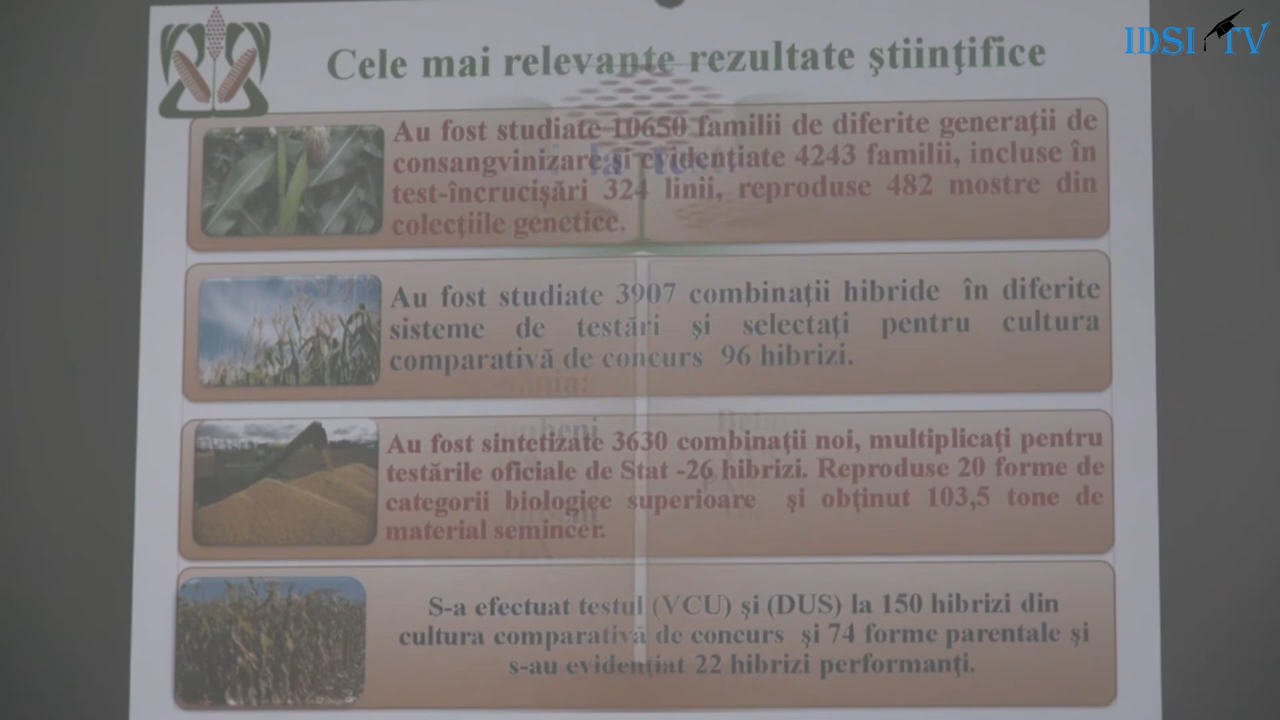 IDSI TV
Cele mai relevante rezultate ştiinţifice
Au fost studiate 10650 familii de diferite generaţii de
consangvinizare şi evidenţiate 4243 familii, incluse în
test-încrucişări 324 linii, reproduse 482 mostre din
colecţiile genetice.
Au fost studiate 3907 combinaţii hibride în diferite
sisteme de testări şi selectaţi pentru cultura
comparativă de concurs 96 hibrizi.
Au fost sintetizate 3630 combinaţii noi, multiplicaţi pentru
testările oficiale de Stat -26 hibrizi. Reproduse 20 forme de
categorii biologice superioare şi obţinut 103,5 tone de
material semincer.
S-a efectuat testul (VCU) şi (DUS) la 150 hibrizi din
cultura comparativă de concurs şi 74 forme parentale şi
s-au evidenţiat 22 hibrizi performanţi.